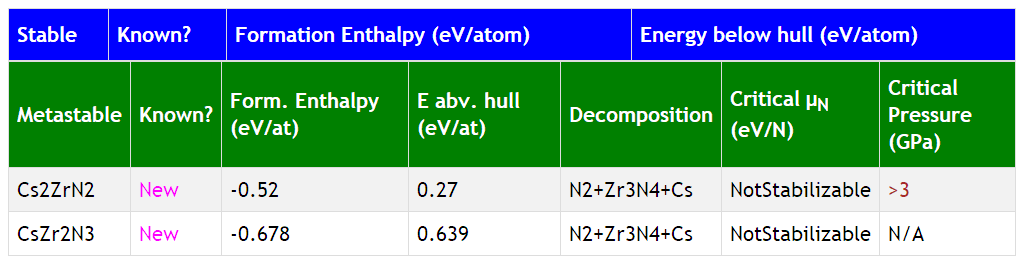 Stable Known? Formation Enthalpy (eV/atom) Energy below hull (eV/atom)
Metastable Known? Form. Enthalpy (eV/at) E abv. hull (eV/at) Decomposition Critical μN (eV/N) Critical Pressure (GPa)
Cs2ZrN2 New -0.52 0.27 N2+Zr3N4+Cs NotStabilizable >3
CsZr2N3 New -0.678 0.639 N2+Zr3N4+Cs NotStabilizable N/A